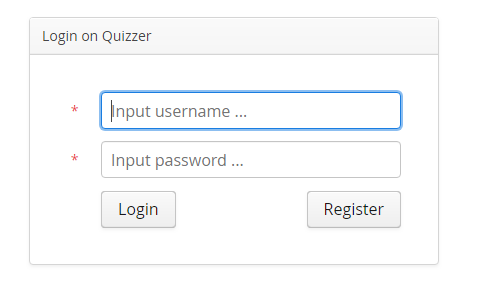 Login on Quizzer
* Input username ...
* Input password ...
Login Register